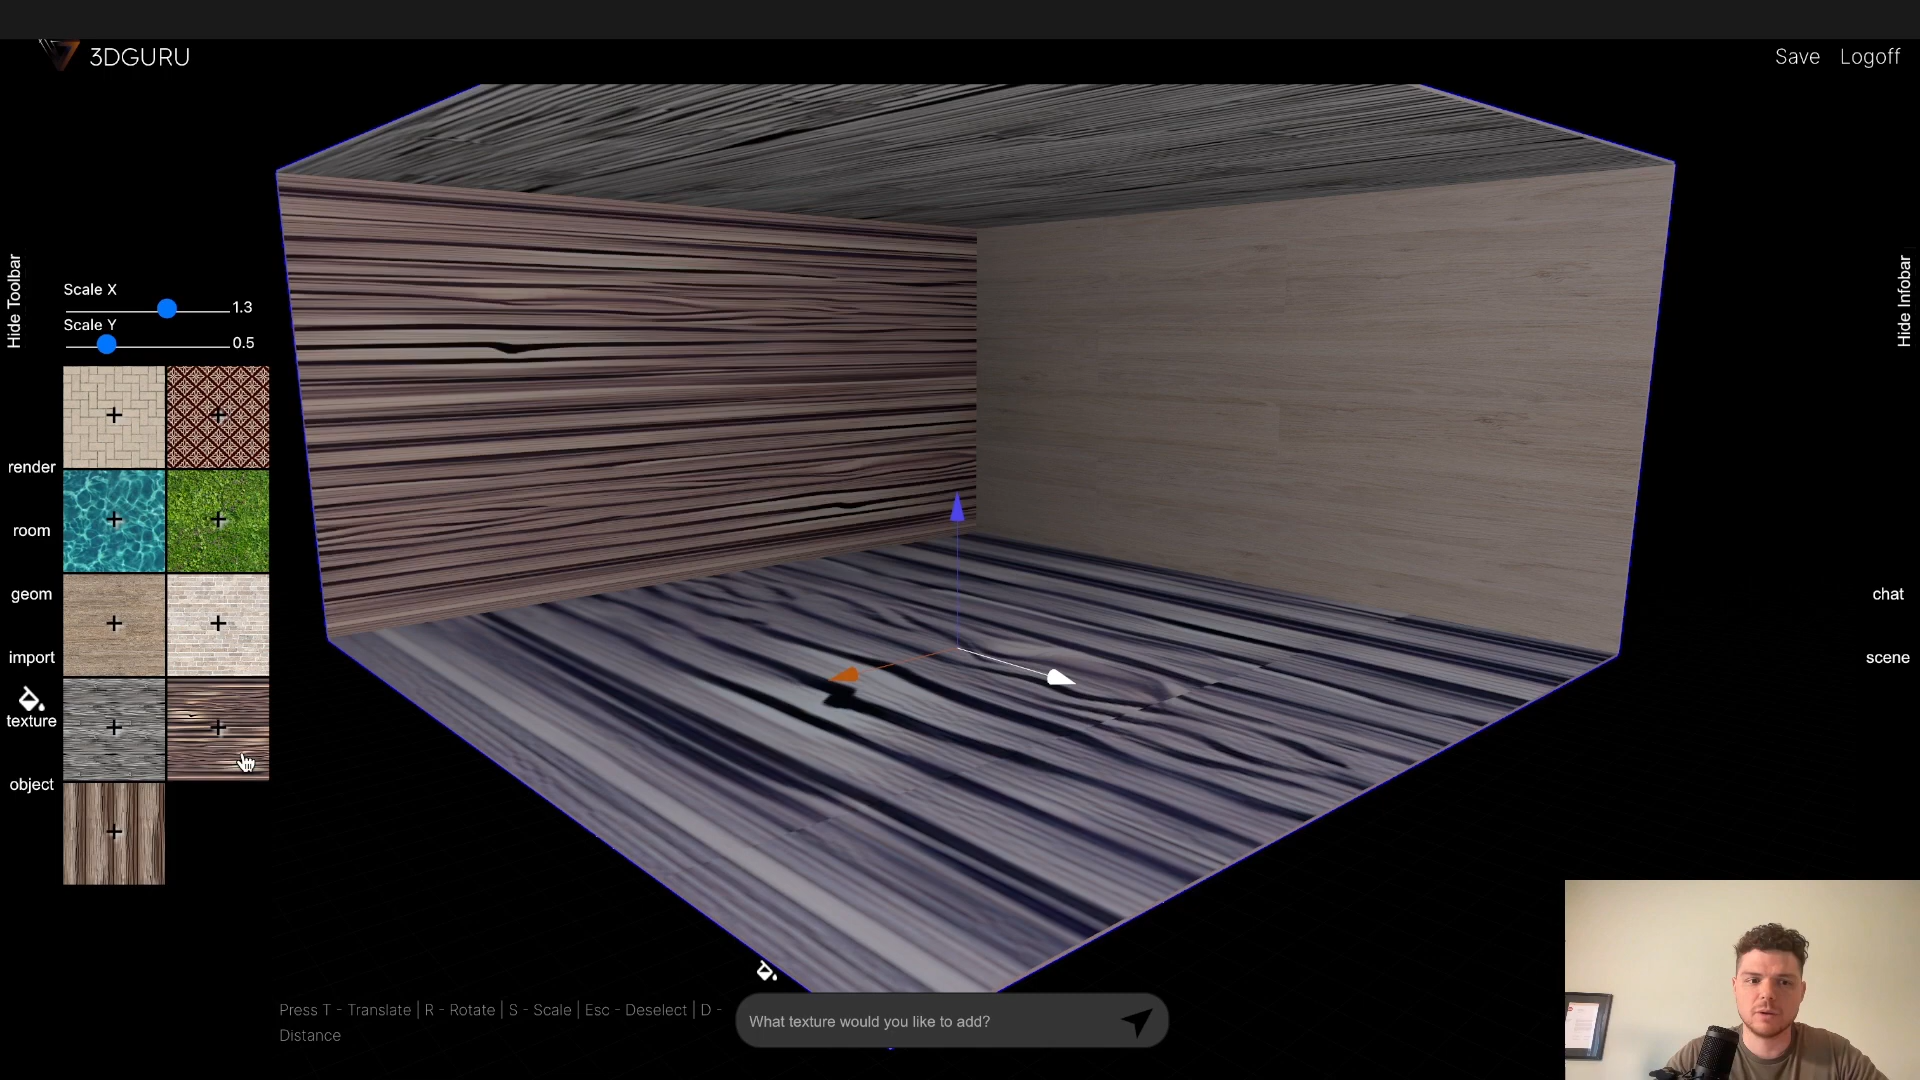 3DGURU
Save Logoff
Hide Toolbar
Scale X
1.3
Scale Y
0.5
render
room
geom
import
texture
object
Hide Infobar
chat
scene
Press T - Translate | R - Rotate | S - Scale | Esc - Deselect | D -
Distance
What texture would you like to add?